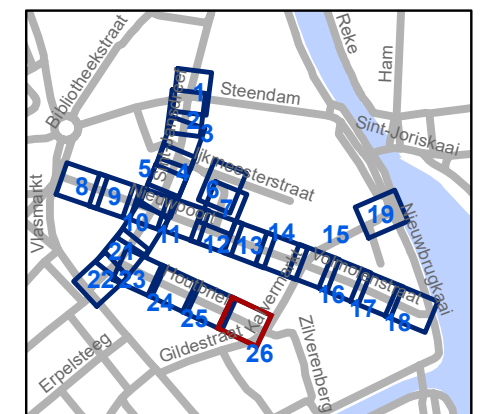 Reke
Ham
Bibliotheekstraat
Steendam
Sint-Joriskaai
1
2
3
4
5
6
7
8
9
10
11
12
13
14
15
16
17
18
19
21
22
23
24
25
26
Vlasmarkt
Nieuwpoort
Nieuwbrugkaai
Kalvermarkt
Gildestraat
Zilverenberg
Erpelsteeg